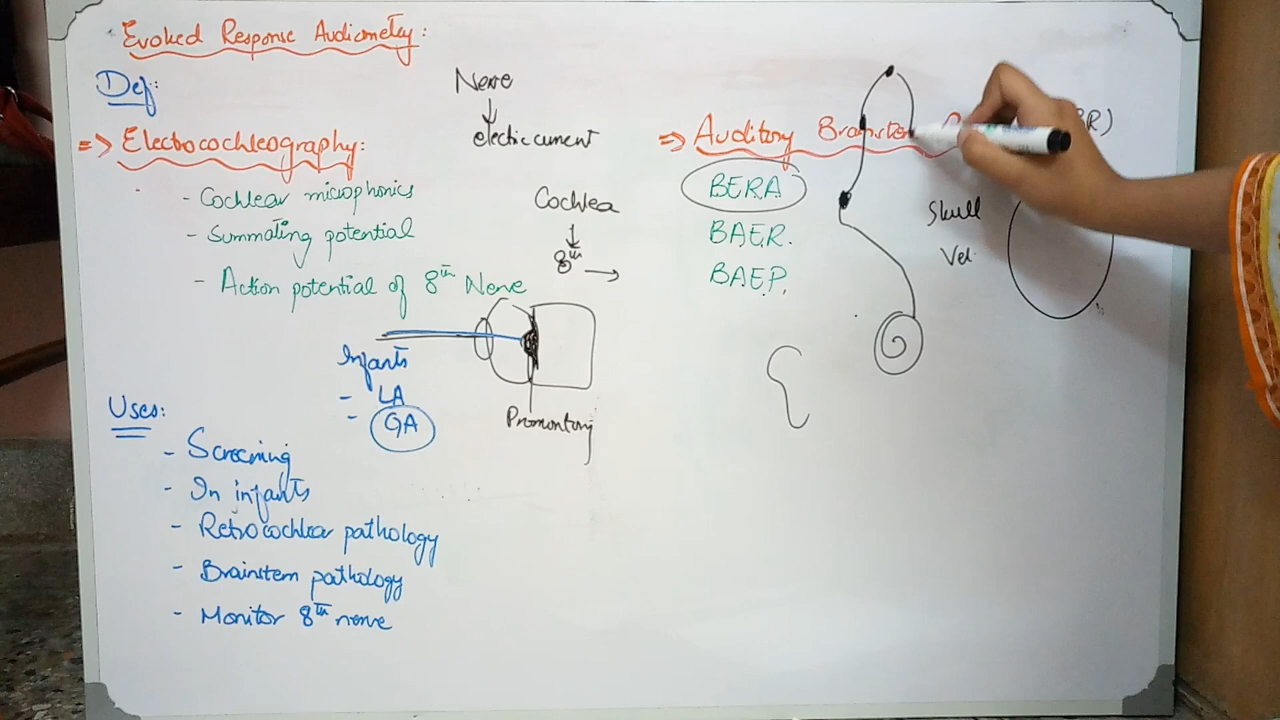 Evoked Response Audiometry:
Def:
=> Electrocochleography:
- Cochlear microphonics
- Summating potential
- Action potential of 8th Nerve
Nerve
electric current
Cochlea
8th
Infants
- LA
- GA
Promontory
Uses:
- Screening
- In infants
- Retrocochlear pathology
- Brainstem pathology
- Monitor 8th nerve
=> Auditory Brainstem R)
BERA
BAER.
BAEP.
Skull
Vel